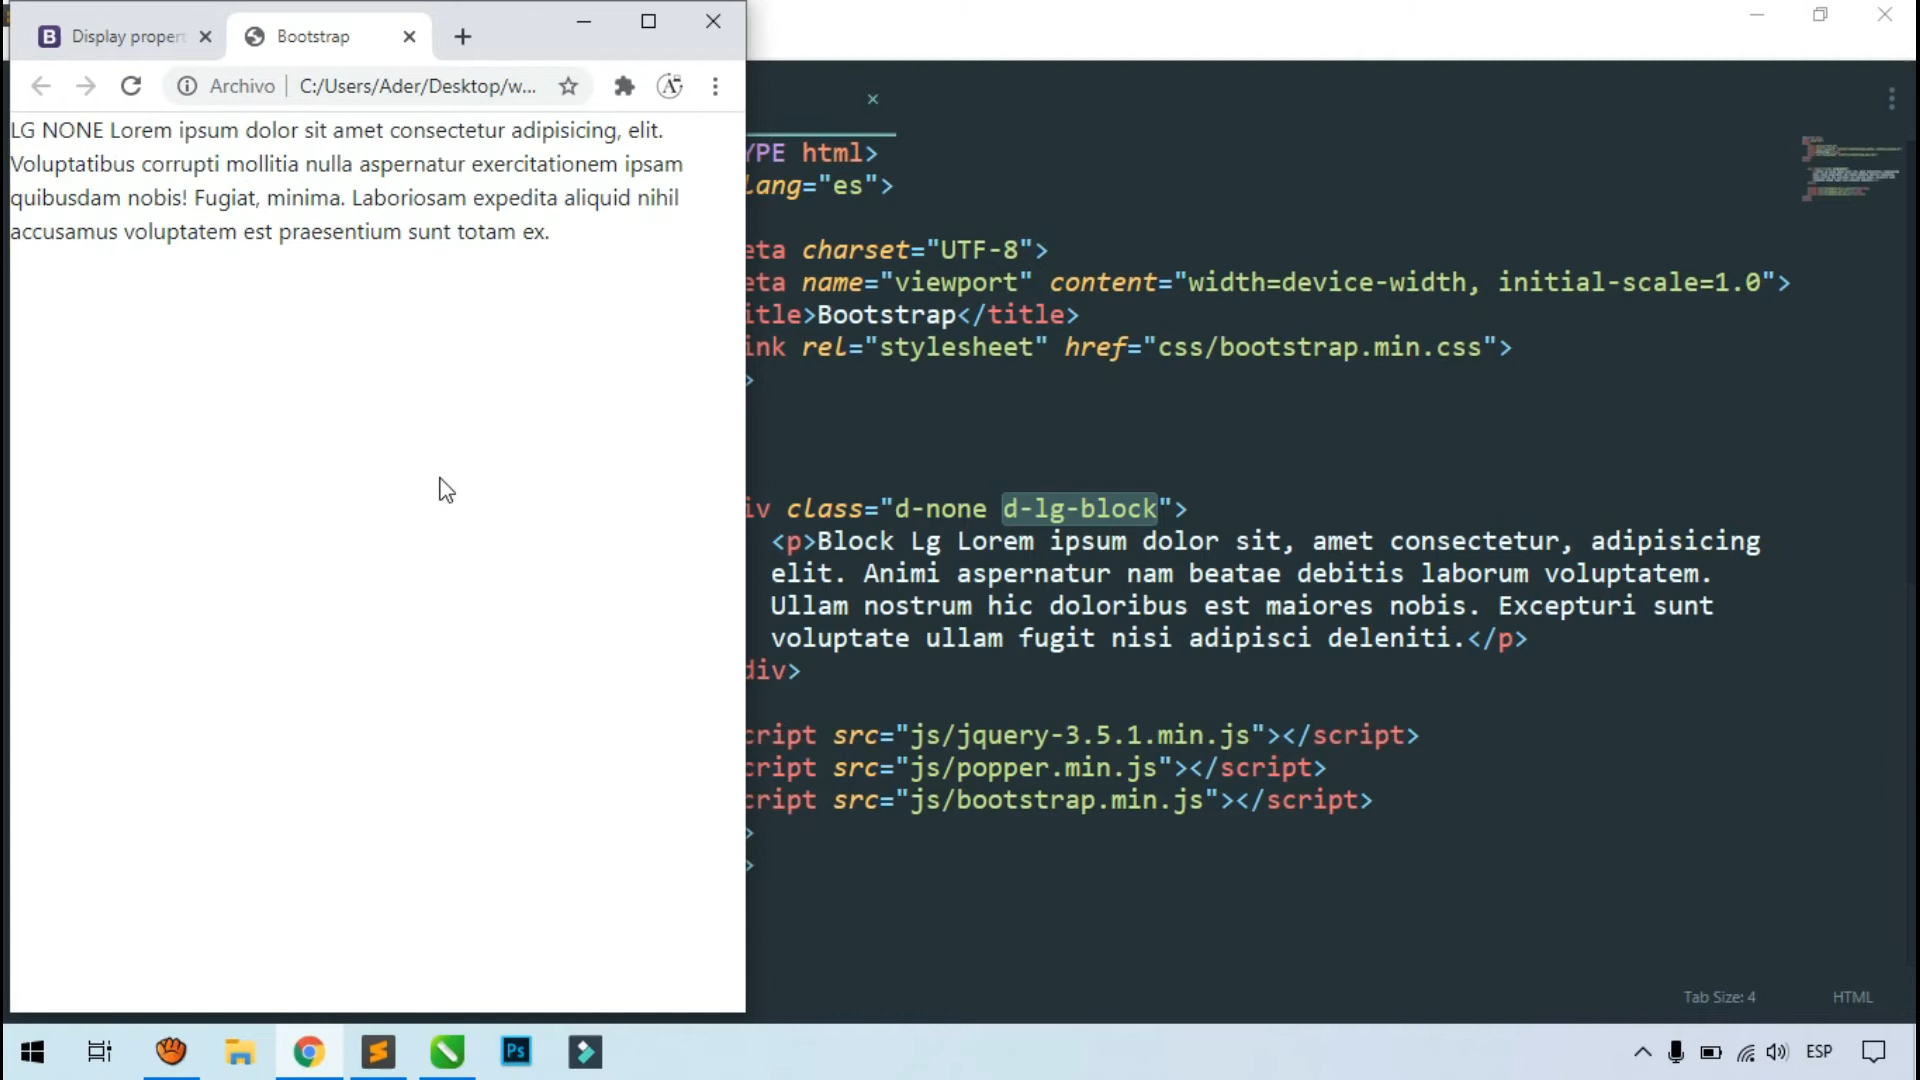 Display proper
Bootstrap
Archivo
C:/Users/Ader/Desktop/w...
LG NONE Lorem ipsum dolor sit amet consectetur adipisicing, elit.
Voluptatibus corrupti mollitia nulla aspernatur exercitationem ipsam
quibusdam nobis! Fugiat, minima. Laboriosam expedita aliquid nihil
accusamus voluptatem est praesentium sunt totam ex.
YPE html>
lang="es">
eta charset="UTF-8">
eta name="viewport" content="width=device-width, initial-scale=1.0">
itle>Bootstrap</title>
ink rel="stylesheet" href="css/bootstrap.min.css">
>
iv class="d-none d-lg-block">
<p>Block Lg Lorem ipsum dolor sit, amet consectetur, adipisicing
elit. Animi aspernatur nam beatae debitis laborum voluptatem.
Ullam nostrum hic doloribus est maiores nobis. Excepturi sunt
voluptate ullam fugit nisi adipisci deleniti.</p>
div>
cript src="js/jquery-3.5.1.min.js"></script>
cript src="js/popper.min.js"></script>
cript src="js/bootstrap.min.js"></script>
>
>
Tab Size: 4
HTML
Ps
ESP